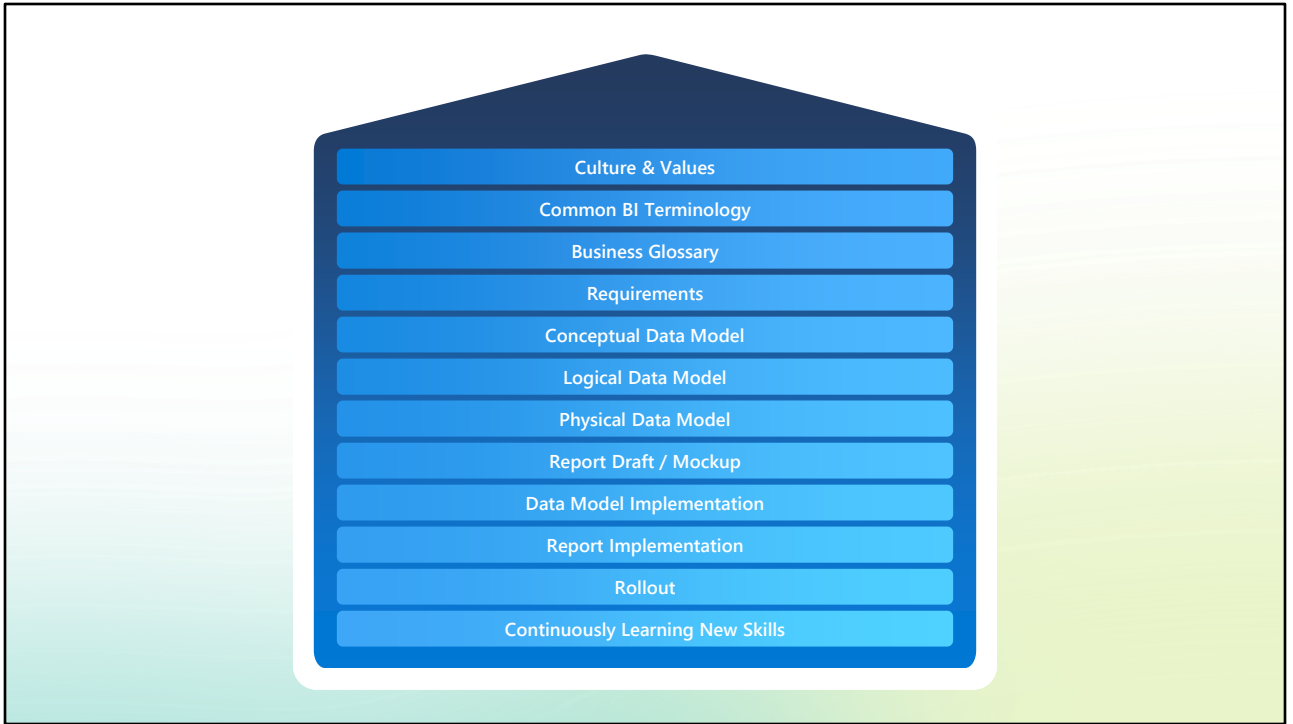 Culture & Values
Common BI Terminology
Business Glossary
Requirements
Conceptual Data Model
Logical Data Model
Physical Data Model
Report Draft / Mockup
Data Model Implementation
Report Implementation
Rollout
Continuously Learning New Skills